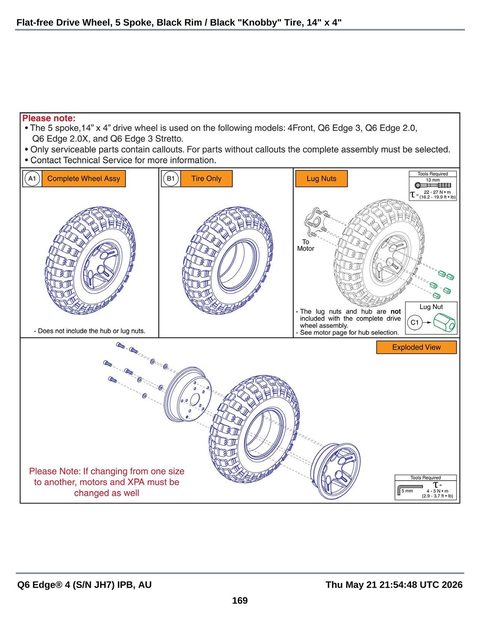 Flat-free Drive Wheel, 5 Spoke, Black Rim / Black "Knobby" Tire, 14" x 4"
Please note:
• The 5 spoke,14" x 4" drive wheel is used on the following models: 4Front, Q6 Edge 3, Q6 Edge 2.0,
Q6 Edge 2.0X, and Q6 Edge 3 Stretto.
• Only serviceable parts contain callouts. For parts without callouts the complete assembly must be selected.
• Contact Technical Service for more information.
A1
Complete Wheel Assy
- Does not include the hub or lug nuts.
B1
Tire Only
Lug Nuts
Tools Required
13 mm
τ - 22 - 27 N • m
(16.2 - 19.9 ft • lb)
To
Motor
- The lug nuts and hub are not
included with the complete drive
wheel assembly.
- See motor page for hub selection.
Lug Nut
C1
Exploded View
Please Note: If changing from one size
to another, motors and XPA must be
changed as well
Tools Required
5 mm
τ -
4 - 5 N • m
(2.9 - 3.7 ft • lb)
Q6 Edge® 4 (S/N JH7) IPB, AU
Thu May 21 21:54:48 UTC 2026
169